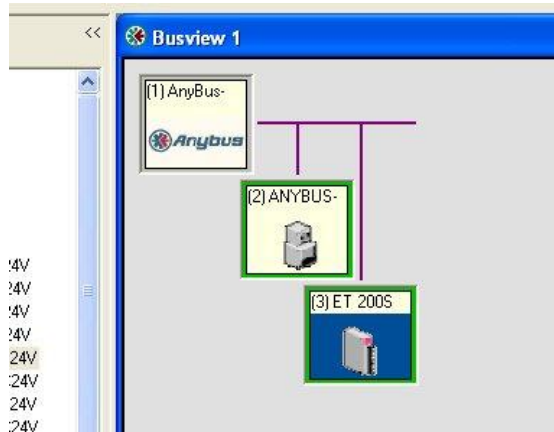 <<
Busview 1
(1) AnyBus-
Anybus
(2) ANYBUS-
(3) ET 200S
24V
24V
24V
24V
24V
24V
24V
24V